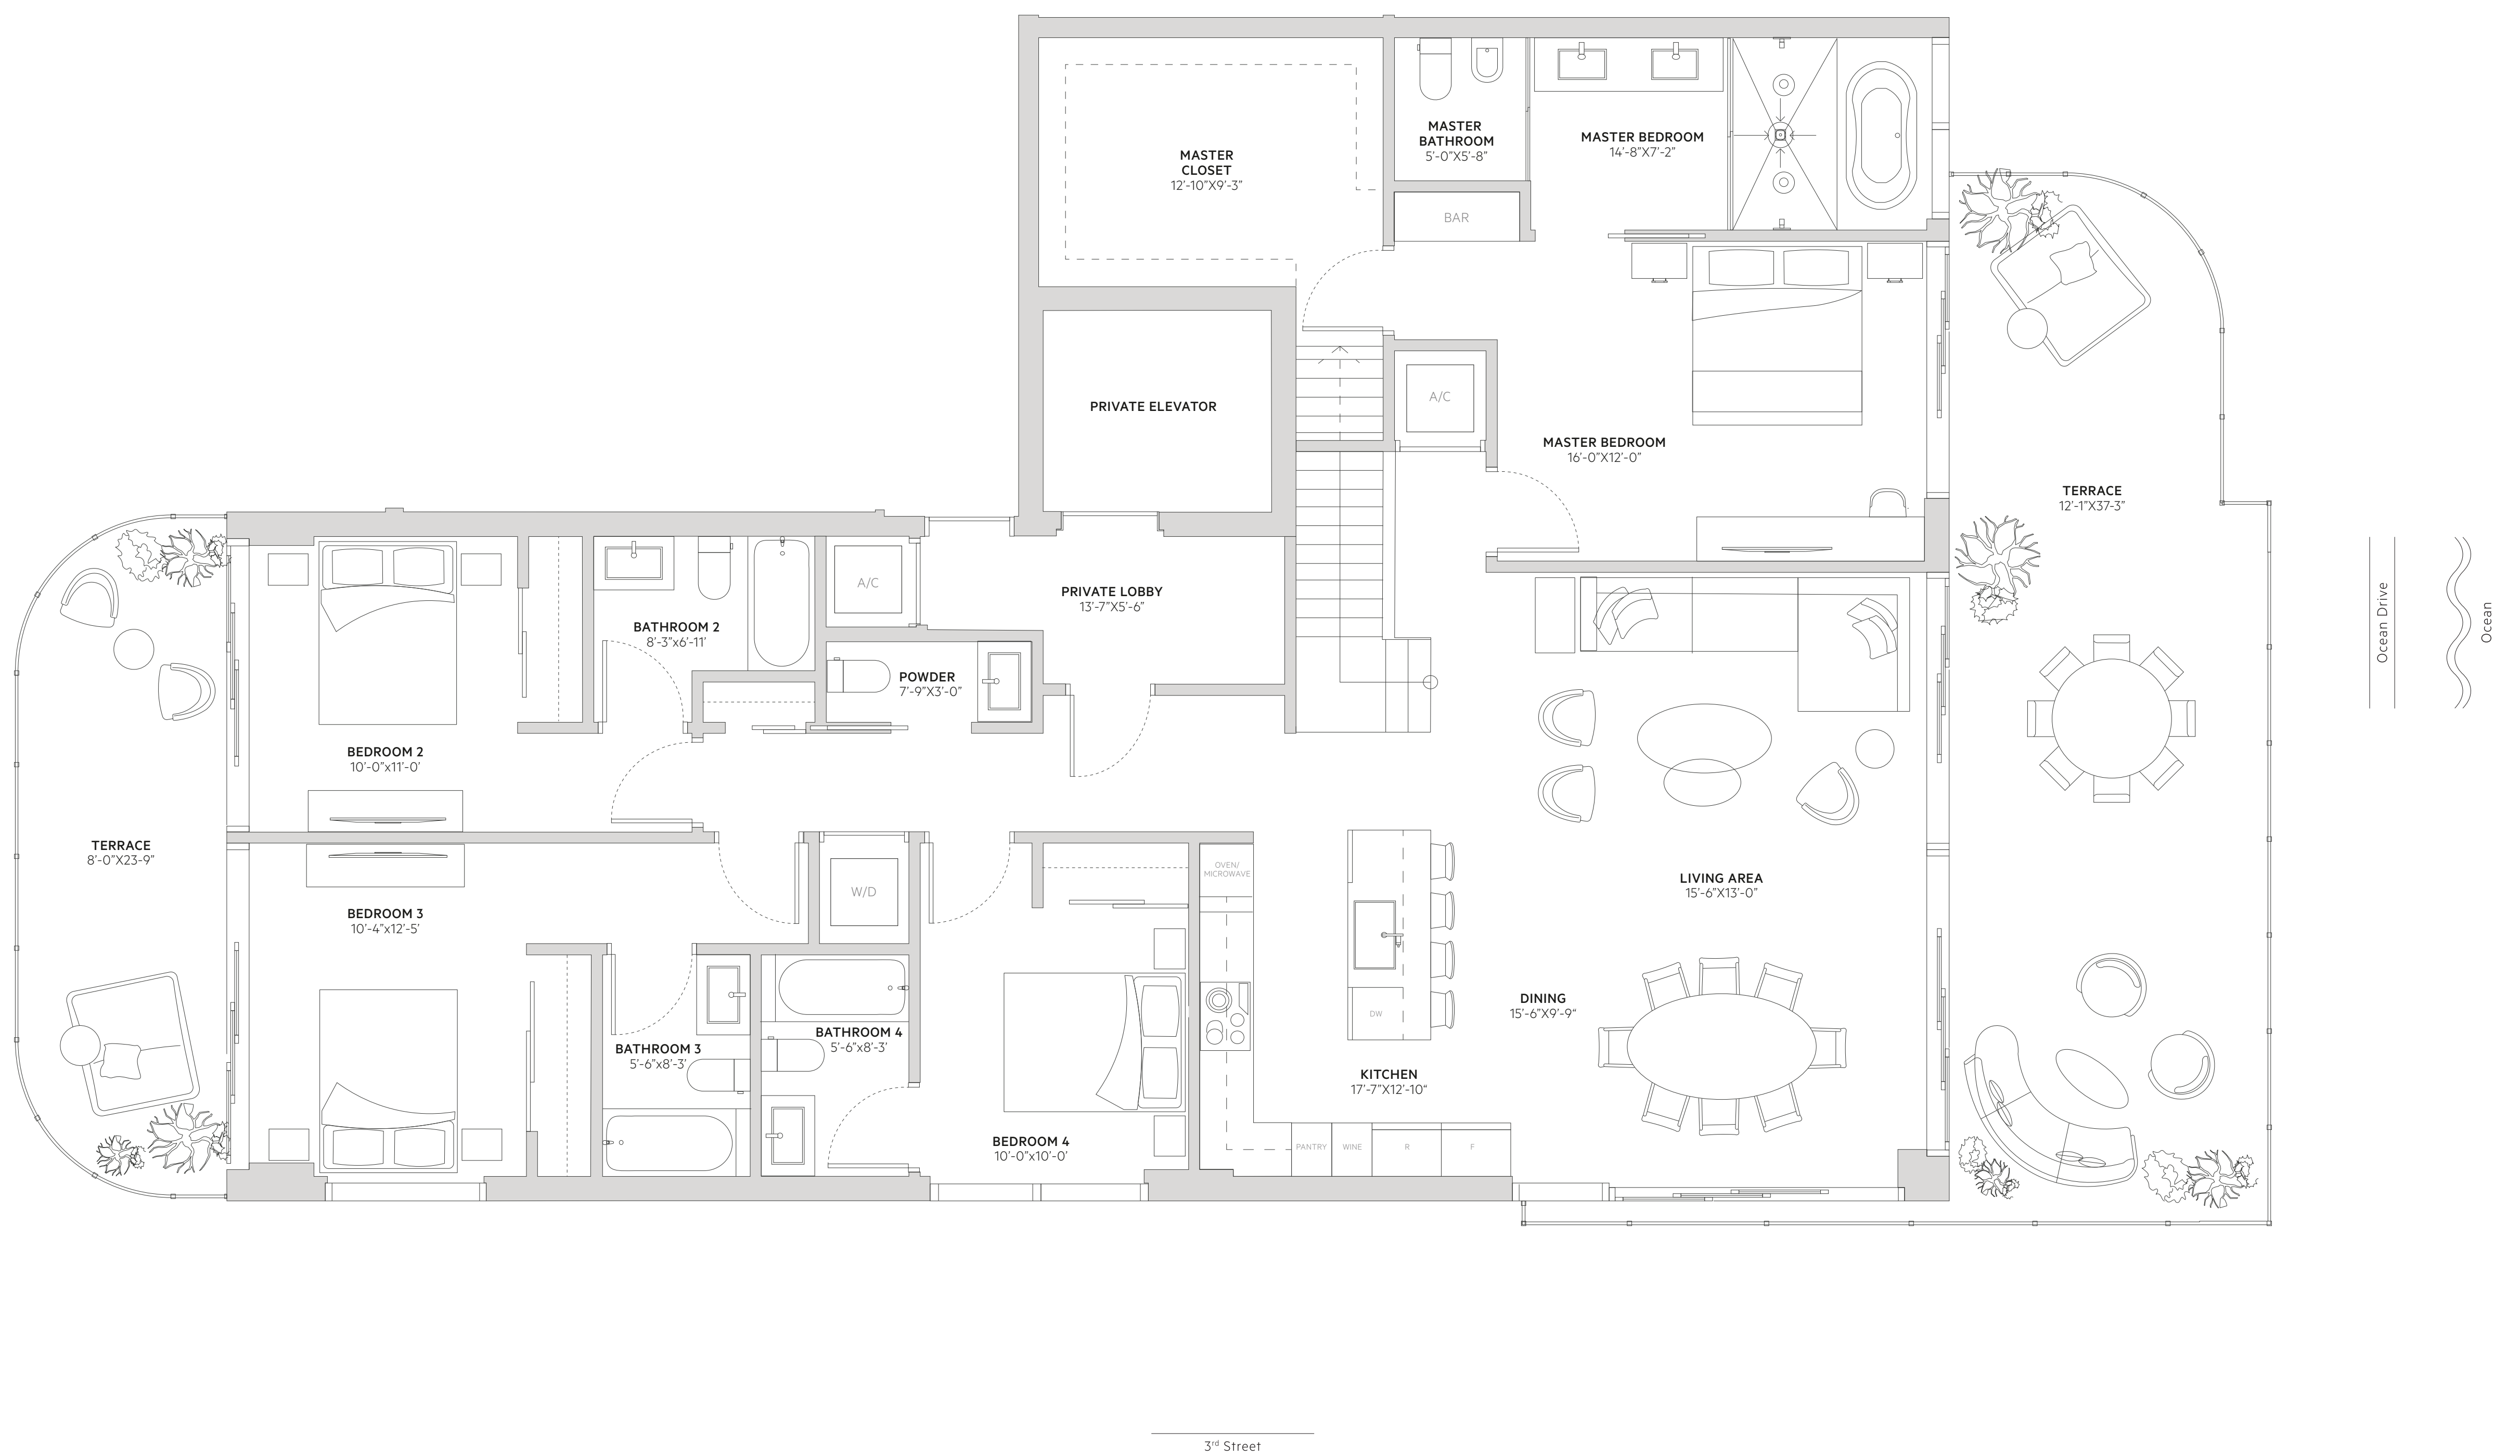 MASTER
CLOSET
12'-10"X9'-3"
MASTER
BATHROOM
5'-0"X5'-8"
MASTER BEDROOM
14'-8"X7'-2"
BAR
PRIVATE ELEVATOR
A/C
MASTER BEDROOM
16'-0"X12'-0"
TERRACE
12'-1"X37-3"
A/C
PRIVATE LOBBY
13'-7"X5'-6"
BATHROOM 2
8'-3"x6'-11'
POWDER
7'-9"X3'-0"
Ocean Drive
Ocean
BEDROOM 2
10'-0"x11'-0'
TERRACE
8'-0"X23-9"
BEDROOM 3
10'-4"x12'-5'
W/D
OVEN/
MICROWAVE
LIVING AREA
15'-6"X13'-0"
DINING
15'-6"X9'-9"
DW
BATHROOM 3
5'-6"x8'-3'
BATHROOM 4
5'-6"x8'-3'
KITCHEN
17'-7"X12'-10"
BEDROOM 4
10'-0"x10'-0'
PANTRY
WINE
R
F
3rd Street